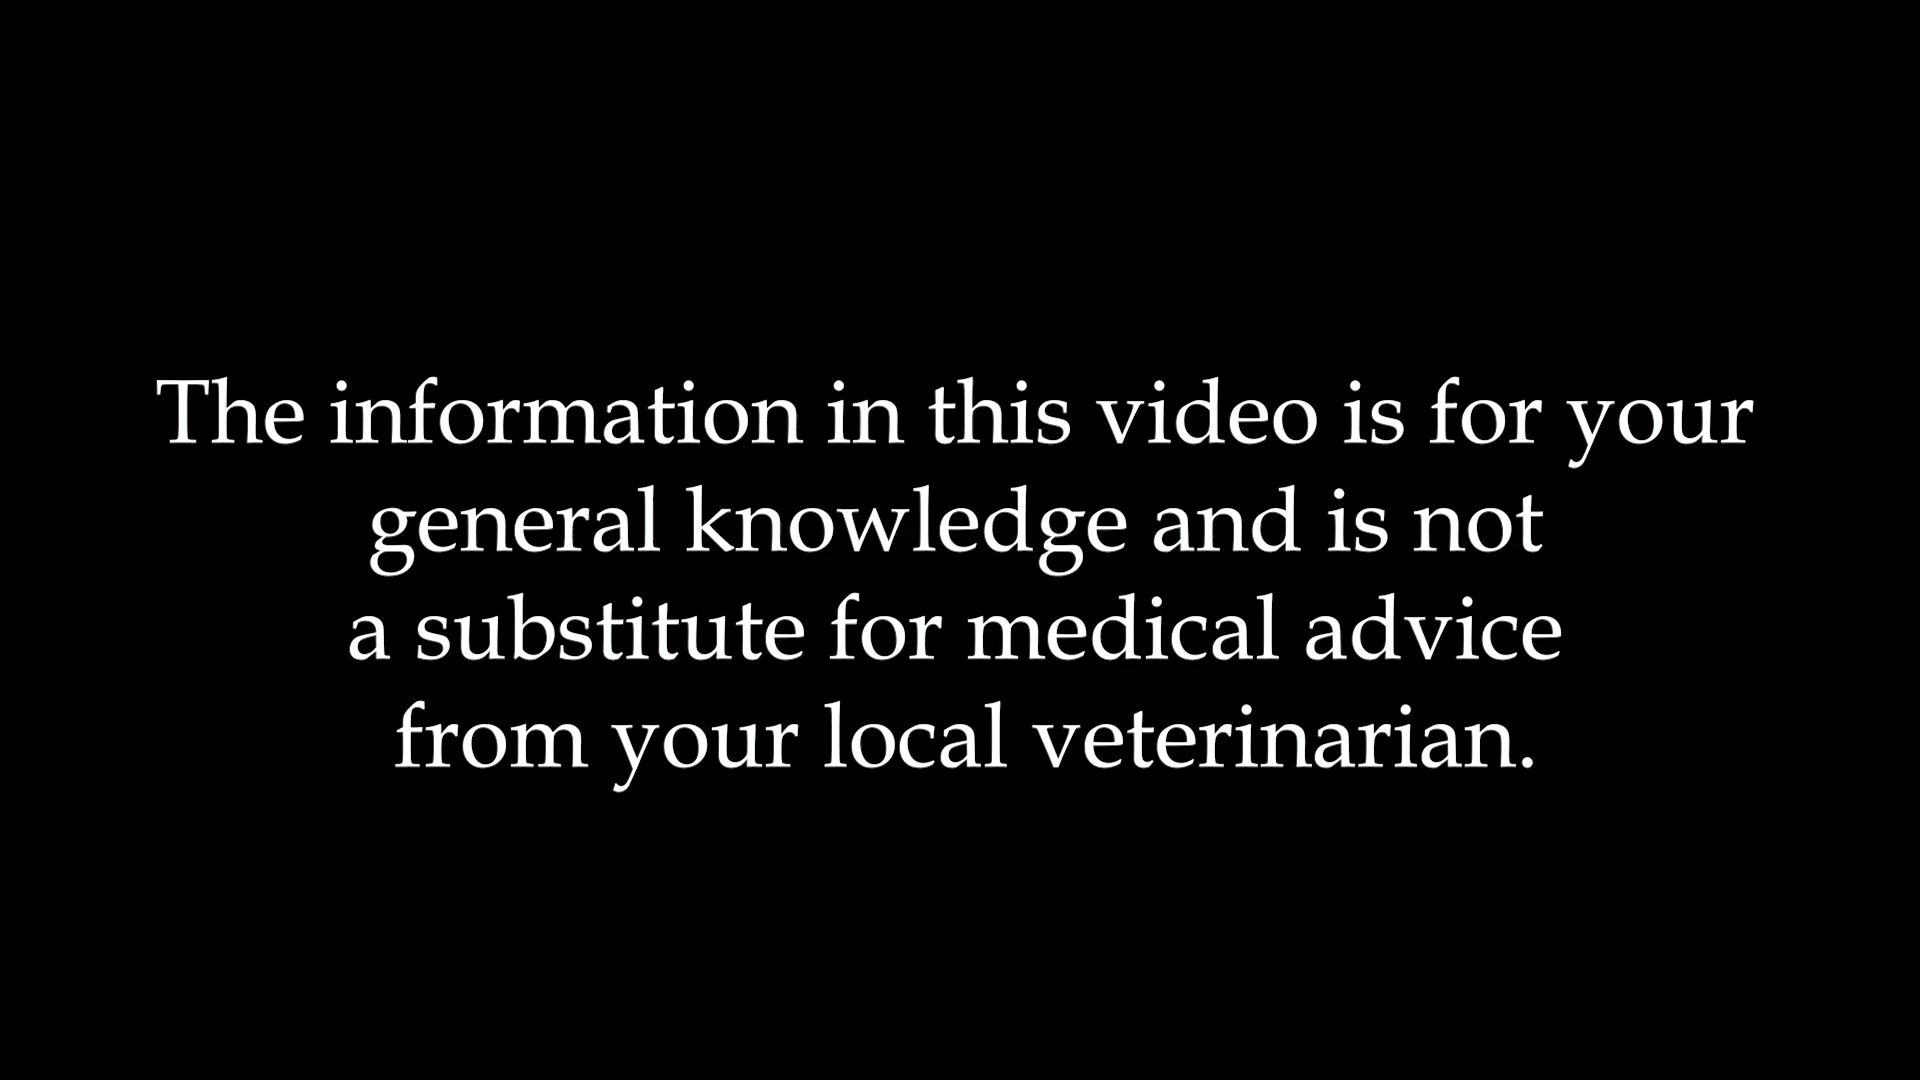 The information in this video is for your
general knowledge and is not
a substitute for medical advice
from your local veterinarian.